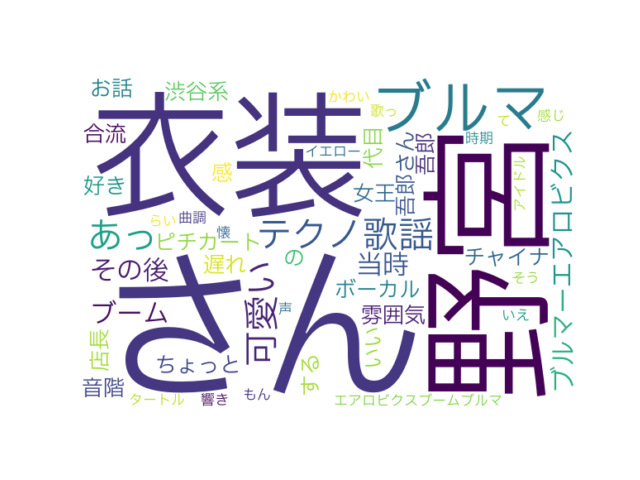 お話
渋谷系
かわい
歌っ
て
感じ
合流
衣装
ブルマ
時期
イエロー
代目
吾郎さん
吾郎
野宮
アイドル
ブルマーエアロビクス
好き
感
女王
らい
曲調
懐
あっ
ピチカート
テクノ歌謡
の
チャイナ
その後
遅れ
当時
そう
ボーカル
ブーム
さん
可愛い
声
雰囲気
いえ
店長
ちょっと
いい
する
音階
タートル
響き
もん
エアロビクスブームブルマ